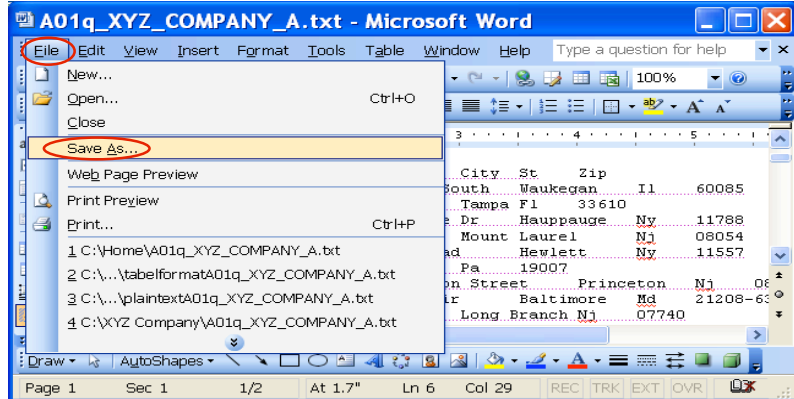 A01q_XYZ_COMPANY_A.txt - Microsoft Word
File Edit View Insert Format Tools Table Window Help Type a question for help
New...
100%
Open... Ctrl+O
Close
3 4 5
Save As...
City St Zip
Web Page Preview
South Waukegan Il 60085
Print Preview
Tampa Fl 33610
Print... Ctrl+P
Dr Hauppauge Ny 11788
Mount Laurel Nj 08054
1 C:\Home\A01q_XYZ_COMPANY_A.txt
Hewlett Ny 11557
2 C:\...\tabelformatA01q_XYZ_COMPANY_A.txt
Pa 19007
Street Princeton Nj
3 C:\...\plaintextA01q_XYZ_COMPANY_A.txt
Baltimore Md 21208-6
4 C:\XYZ Company\A01q_XYZ_COMPANY_A.txt
Long Branch Nj 07740
Draw AutoShapes
Page 1 Sec 1 1/2 At 1.7" Ln 6 Col 29 REC TRK EXT OVR